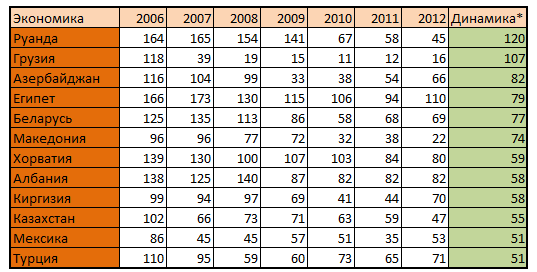 Экономика 2006 2007 2008 2009 2010 2011 2012 Динамика*
Руанда 164 165 154 141 67 58 45 120
Грузия 118 39 19 15 11 12 16 107
Азербайджан 116 104 99 33 38 54 66 82
Египет 166 173 130 115 106 94 110 79
Беларусь 125 135 113 86 58 68 69 77
Македония 96 96 77 72 32 38 22 74
Хорватия 139 130 100 107 103 84 80 59
Албания 138 125 140 87 82 82 82 58
Киргизия 99 94 97 69 41 44 70 58
Казахстан 102 66 73 71 63 59 47 55
Мексика 86 45 45 57 51 35 53 51
Турция 110 95 59 60 73 65 71 51